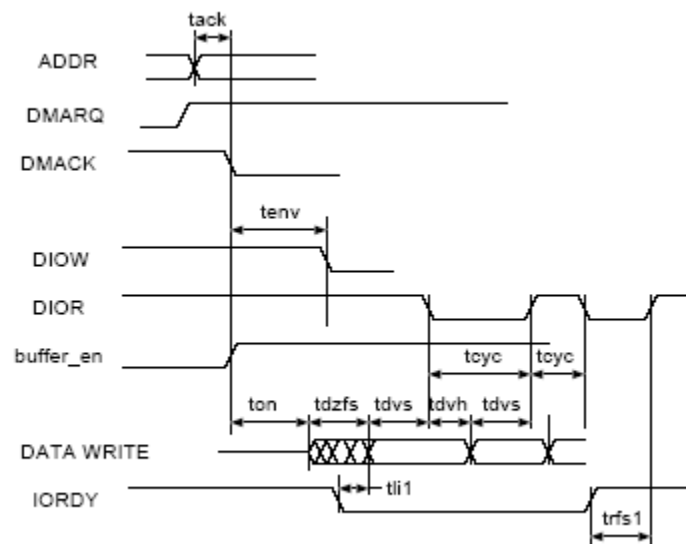 tack
ADDR
DMARQ
DMACK
tenv
DIOW
DIOR
buffer_en
tcyc tcyc
ton tdzfs tdvs tdvh tdvs
DATA WRITE
tli1
IORDY
trfs1